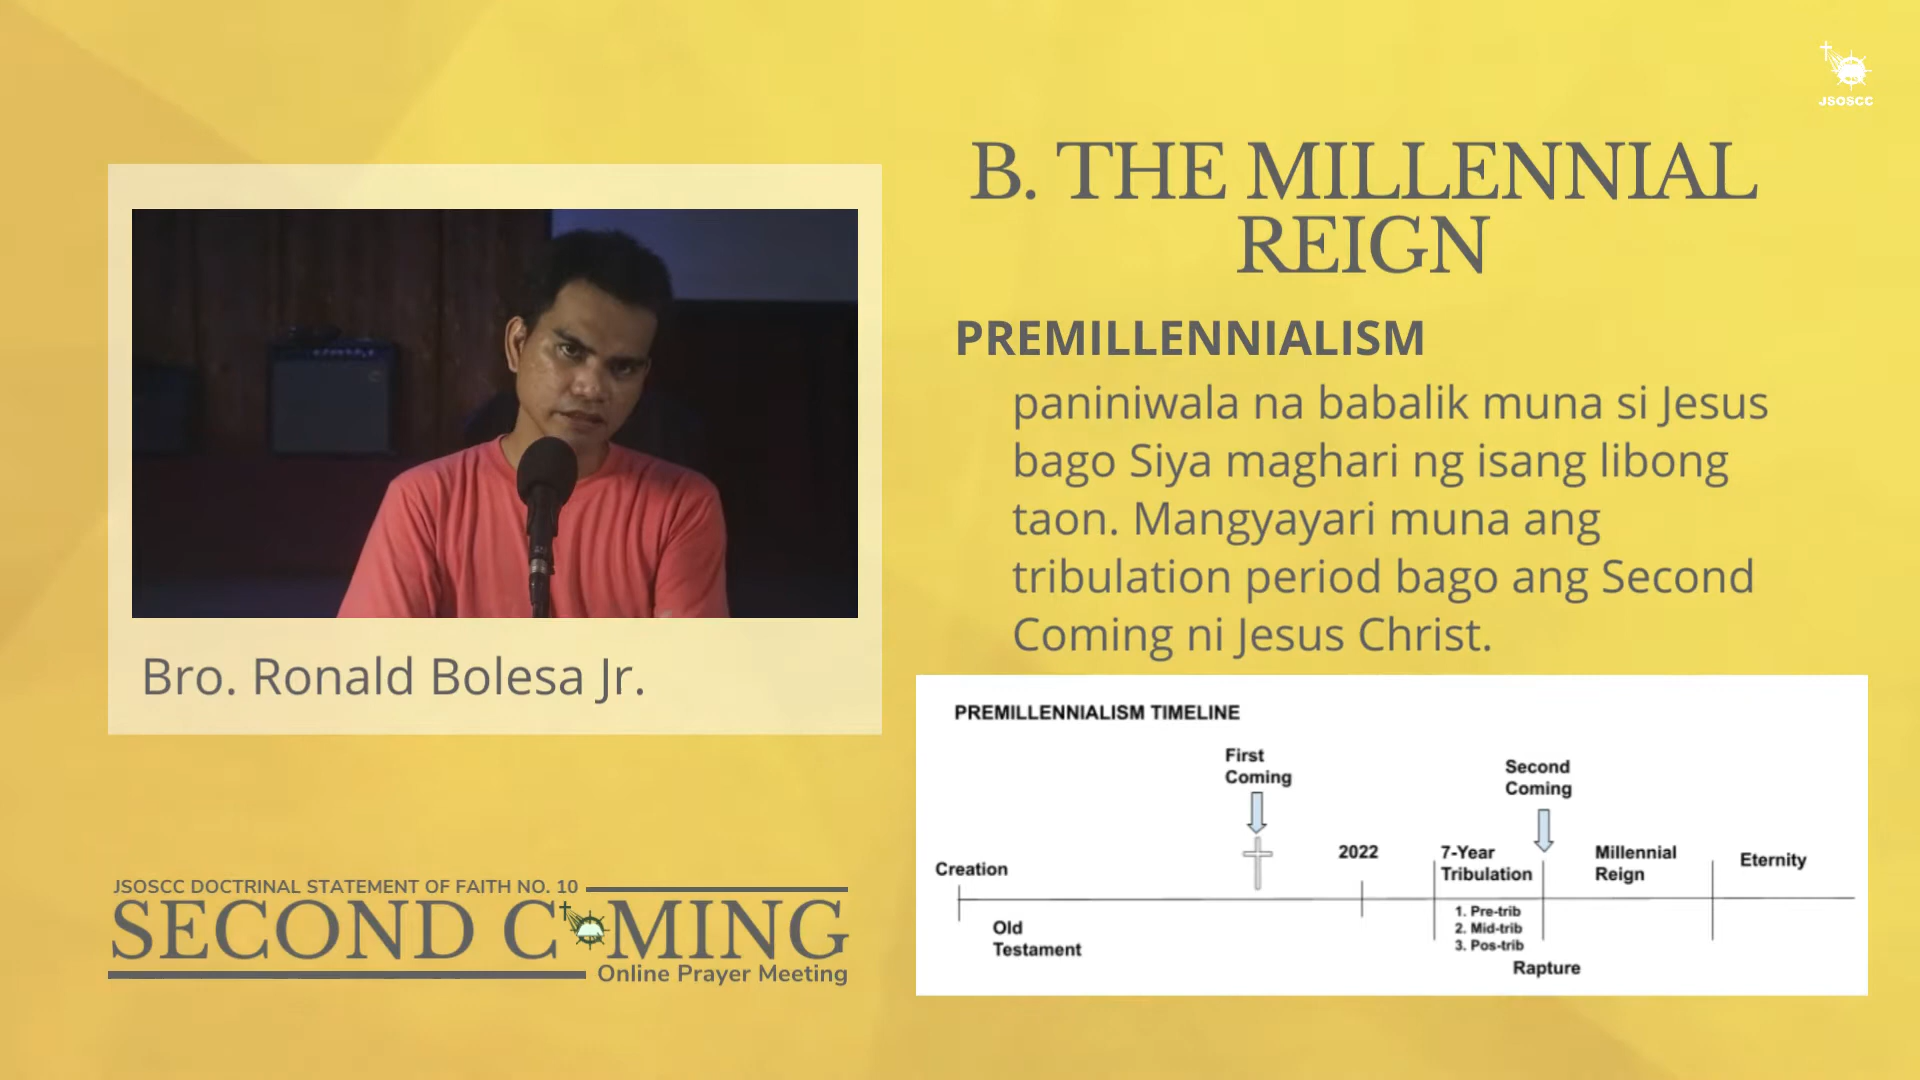 JSOSCC
B. THE MILLENNIAL
REIGN
PREMILLENNIALISM
paniniwala na babalik muna si Jesus
bago Siya maghari ng isang libong
taon. Mangyayari muna ang
tribulation period bago ang Second
Coming ni Jesus Christ.
Bro. Ronald Bolesa Jr.
PREMILLENNIALISM TIMELINE
First
Coming
Second
Coming
Creation
2022
7-Year
Tribulation
Millennial
Reign
Eternity
Old
Testament
1. Pre-trib
2. Mid-trib
3. Pos-trib
Rapture
JSOSCC DOCTRINAL STATEMENT OF FAITH NO. 10
SECOND COMING
Online Prayer Meeting